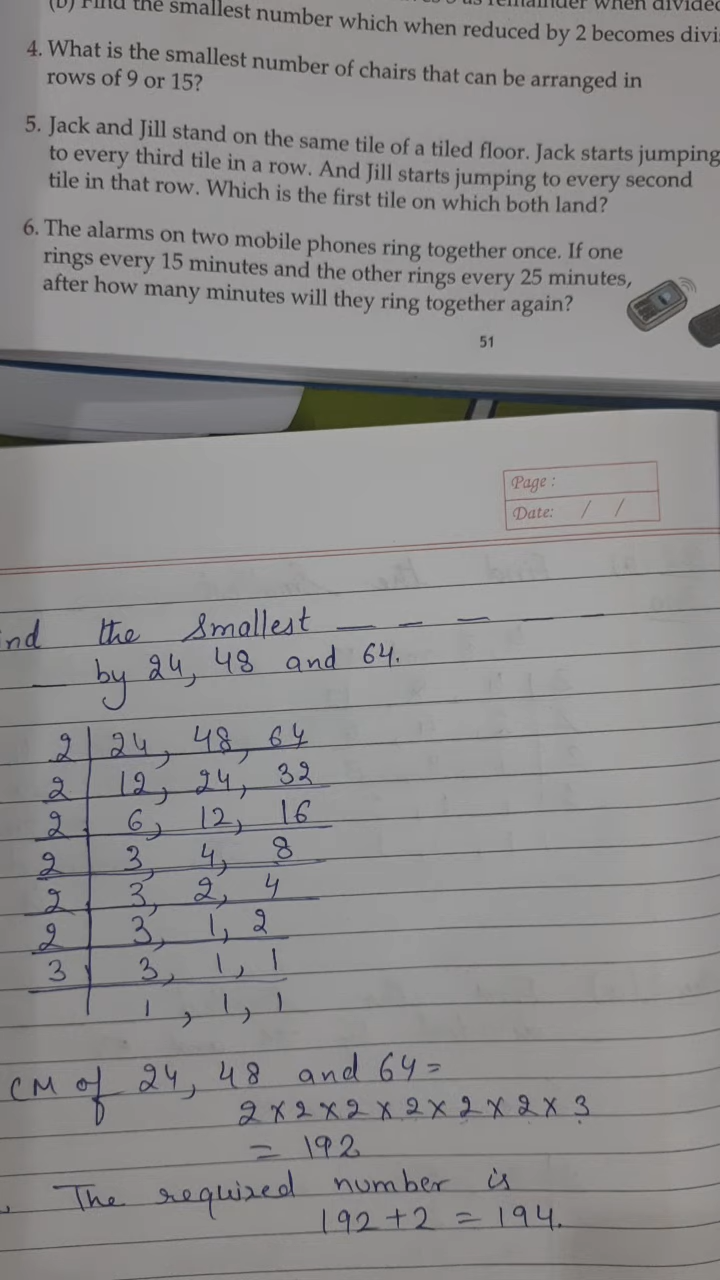 (b) Find the smallest number which when reduced by 2 becomes divi
4. What is the smallest number of chairs that can be arranged in
rows of 9 or 15?
5. Jack and Jill stand on the same tile of a tiled floor. Jack starts jumping
to every third tile in a row. And Jill starts jumping to every second
tile in that row. Which is the first tile on which both land?
6. The alarms on two mobile phones ring together once. If one
rings every 15 minutes and the other rings every 25 minutes,
after how many minutes will they ring together again?
51
Page :
Date: / /
ind the Smallest — — — — —
— by 24, 48 and 64.
2 | 24, 48, 64
2 | 12, 24, 32
2 | 6, 12, 16
2 | 3, 4, 8
2 | 3, 2, 4
2 | 3, 1, 2
3 | 3, 1, 1
| 1, 1, 1
CM of 24, 48 and 64 =
2 × 2 × 2 × 2 × 2 × 2 × 3
= 192
The required number is
192 + 2 = 194.